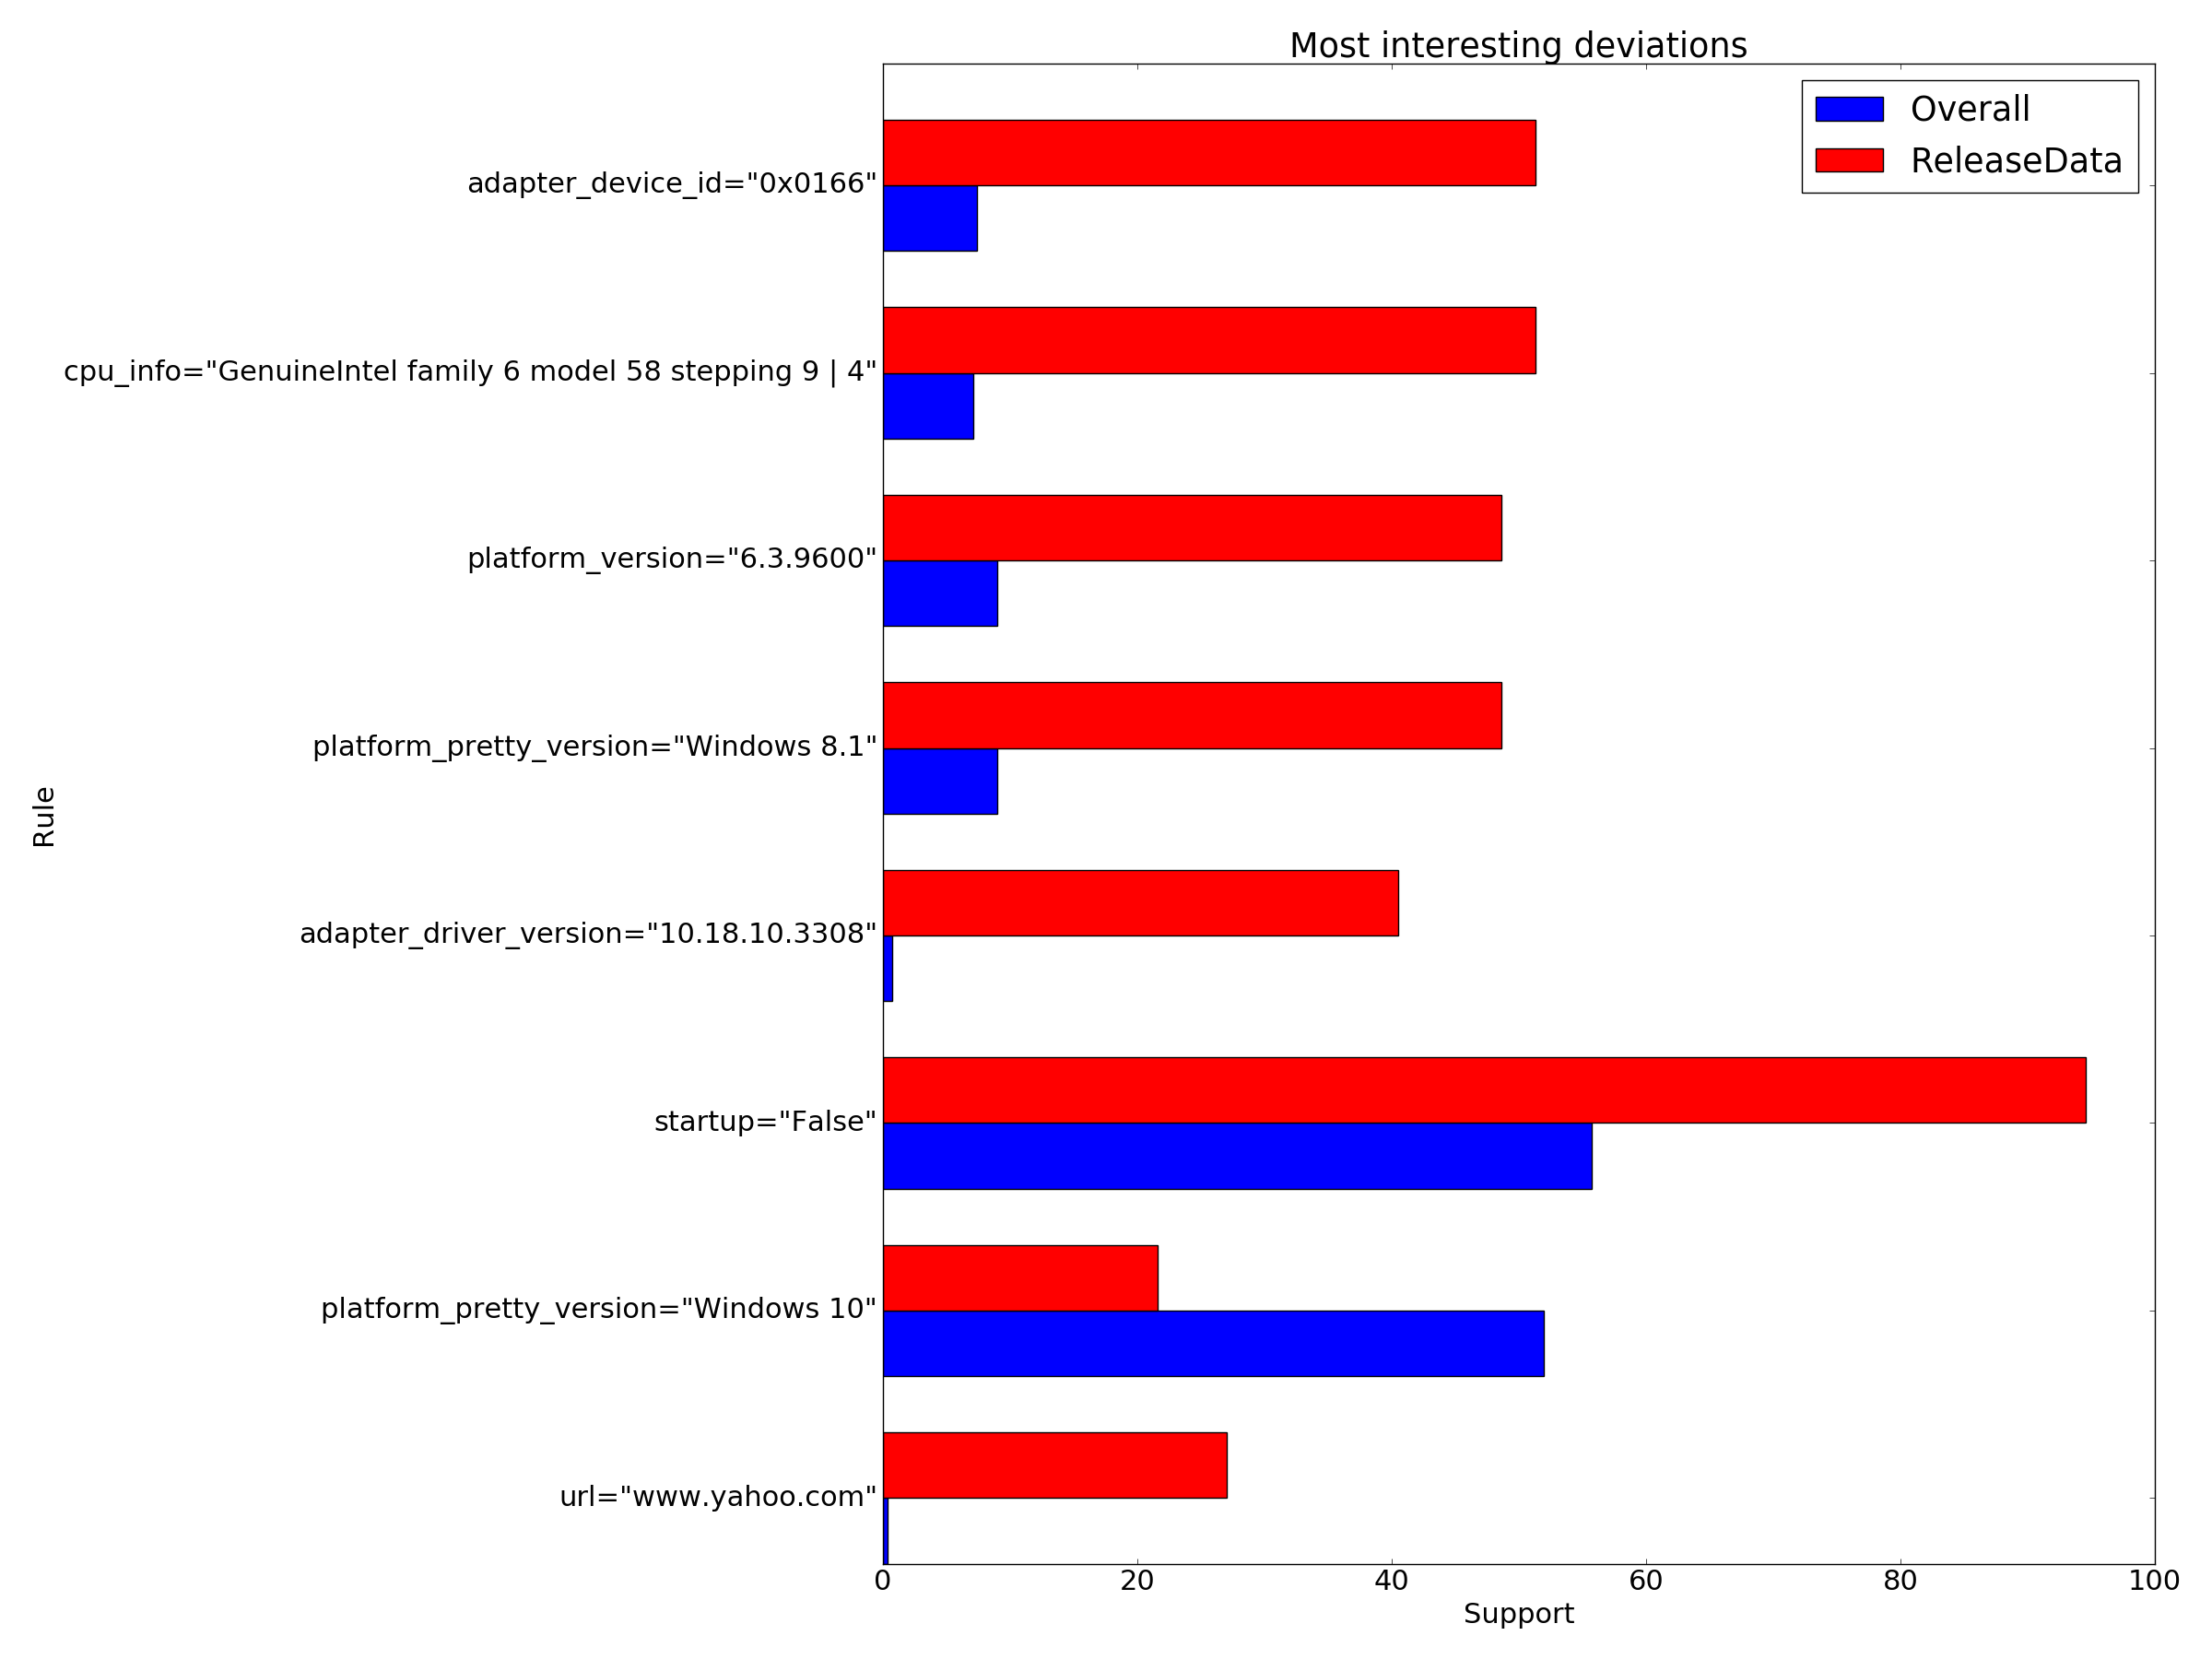 Most interesting deviations
Overall
ReleaseData
adapter_device_id="0x0166"
cpu_info="GenuineIntel family 6 model 58 stepping 9 | 4"
platform_version="6.3.9600"
platform_pretty_version="Windows 8.1"
Rule
adapter_driver_version="10.18.10.3308"
startup="False"
platform_pretty_version="Windows 10"
url="www.yahoo.com"
0 20 40 60 80 100
Support